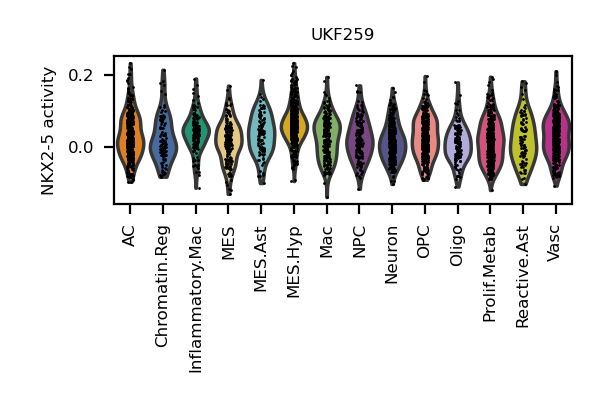 UKF259
NKX2-5 activity
0.2
0.0
AC
Chromatin.Reg
Inflammatory.Mac
MES
MES.Ast
MES.Hyp
Mac
NPC
Neuron
OPC
Oligo
Prolif.Metab
Reactive.Ast
Vasc